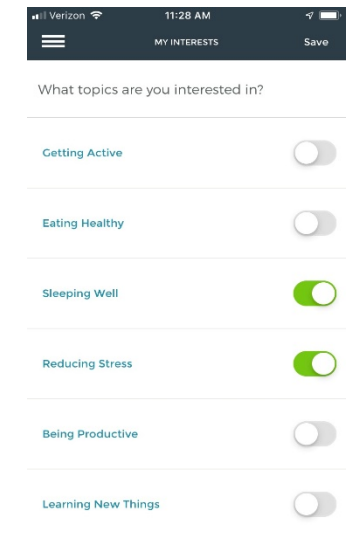 Verizon 11:28 AM
MY INTERESTS Save
What topics are you interested in?
Getting Active
Eating Healthy
Sleeping Well
Reducing Stress
Being Productive
Learning New Things